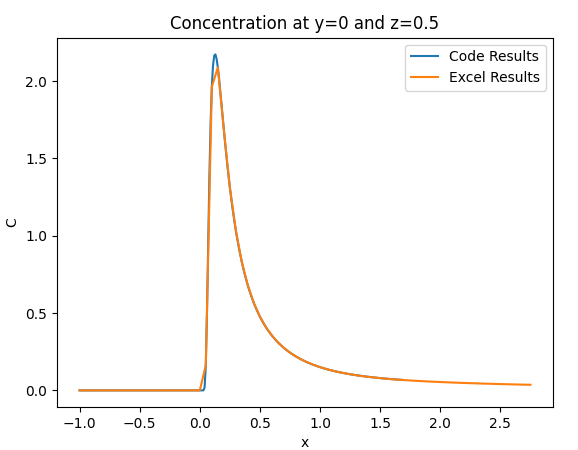 Concentration at y=0 and z=0.5
Code Results
Excel Results
C
2.0
1.5
1.0
0.5
0.0
−1.0 −0.5 0.0 0.5 1.0 1.5 2.0 2.5
x